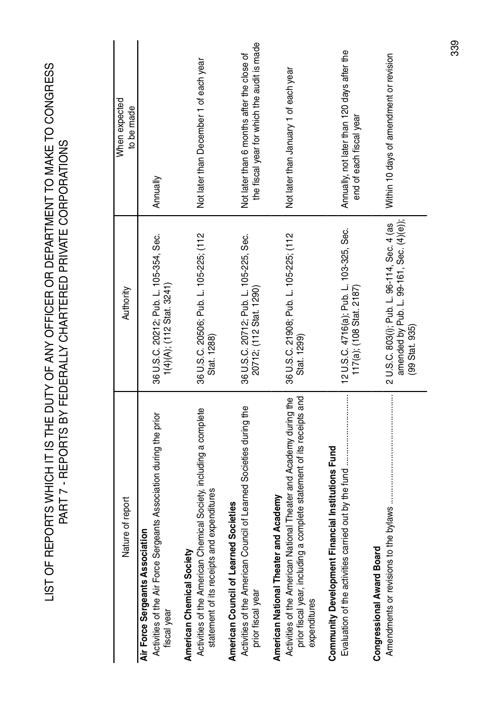 LIST OF REPORTS WHICH IT IS THE DUTY OF ANY OFFICER OR DEPARTMENT TO MAKE TO CONGRESS
PART 7 - REPORTS BY FEDERALLY CHARTERED PRIVATE CORPORATIONS
Nature of report
Authority
When expected
to be made
Air Force Sergeants Association
Activities of the Air Force Sergeants Association during the prior
fiscal year
36 U.S.C. 20212; Pub. L. 105-354, Sec.
1(4)(A); (112 Stat. 3241)
Annually
American Chemical Society
Activities of the American Chemical Society, including a complete
statement of its receipts and expenditures
36 U.S.C. 20506; Pub. L. 105-225; (112
Stat. 1288)
Not later than December 1 of each year
American Council of Learned Societies
Activities of the American Council of Learned Societies during the
prior fiscal year
36 U.S.C. 20712; Pub. L. 105-225, Sec.
20712; (112 Stat. 1290)
Not later than 6 months after the close of
the fiscal year for which the audit is made
American National Theater and Academy
Activities of the American National Theater and Academy during the
prior fiscal year, including a complete statement of its receipts and
expenditures
36 U.S.C. 21908; Pub. L. 105-225; (112
Stat. 1299)
Not later than January 1 of each year
Community Development Financial Institutions Fund
Evaluation of the activities carried out by the fund ..............................
12 U.S.C. 4716(a); Pub. L. 103-325, Sec.
117(a); (108 Stat. 2187)
Annually, not later than 120 days after the
end of each fiscal year
Congressional Award Board
Amendments or revisions to the bylaws ..............................................
2 U.S.C. 803(i); Pub. L. 96-114, Sec. 4 (as
amended by Pub. L. 99-161, Sec. (4)(e));
(99 Stat. 935)
Within 10 days of amendment or revision
339